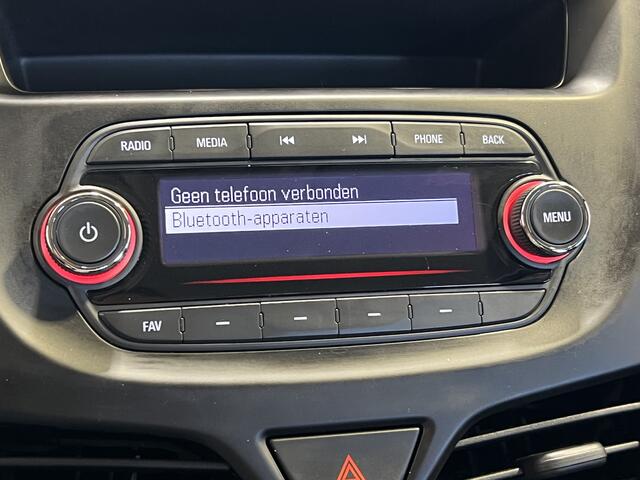 RADIO MEDIA PHONE BACK
Geen telefoon verbonden
Bluetooth-apparaten
MENU
FAV